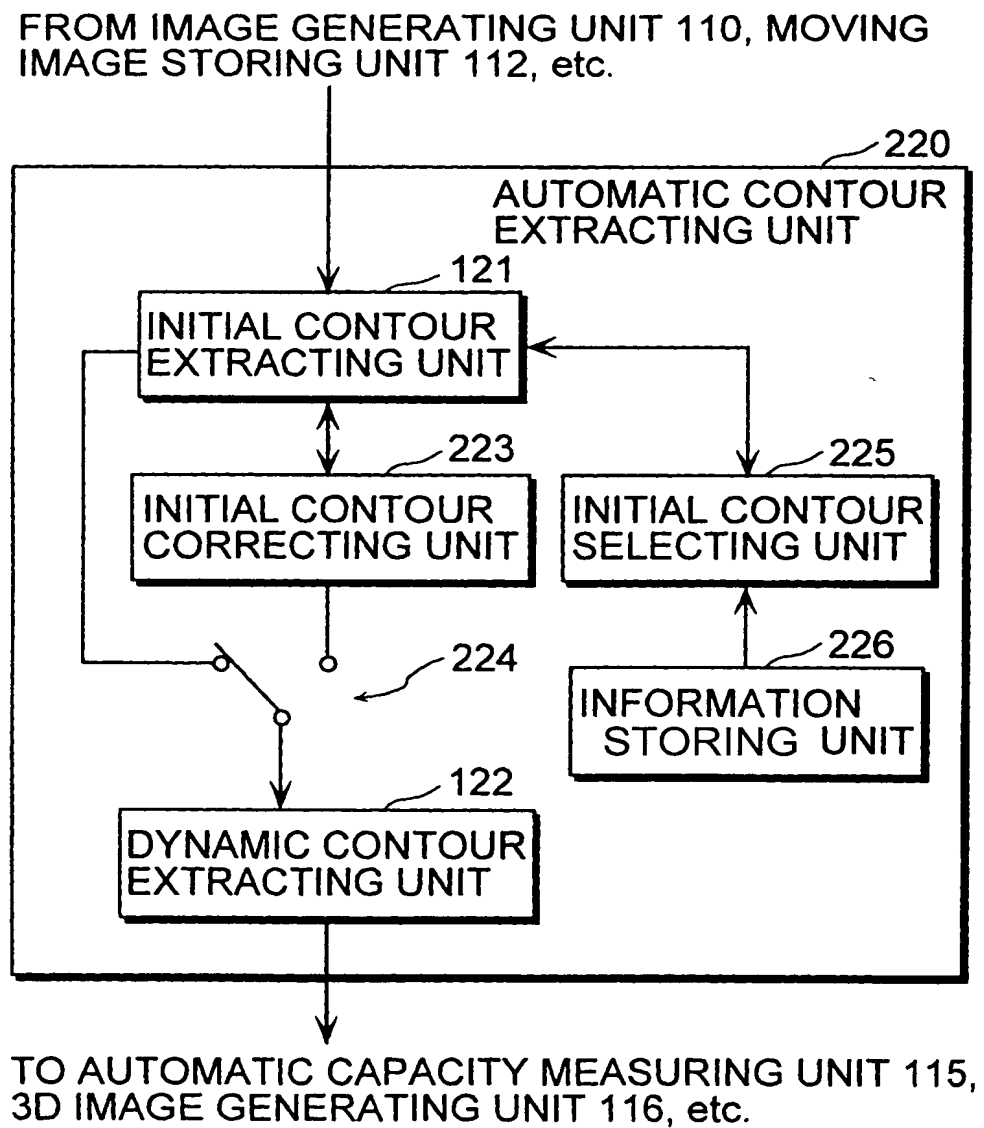 FROM IMAGE GENERATING UNIT 110, MOVING
IMAGE STORING UNIT 112, etc.
220
AUTOMATIC CONTOUR
EXTRACTING UNIT
121
INITIAL CONTOUR
EXTRACTING UNIT
223
INITIAL CONTOUR
CORRECTING UNIT
225
INITIAL CONTOUR
SELECTING UNIT
224
226
INFORMATION
STORING UNIT
122
DYNAMIC CONTOUR
EXTRACTING UNIT
TO AUTOMATIC CAPACITY MEASURING UNIT 115,
3D IMAGE GENERATING UNIT 116, etc.